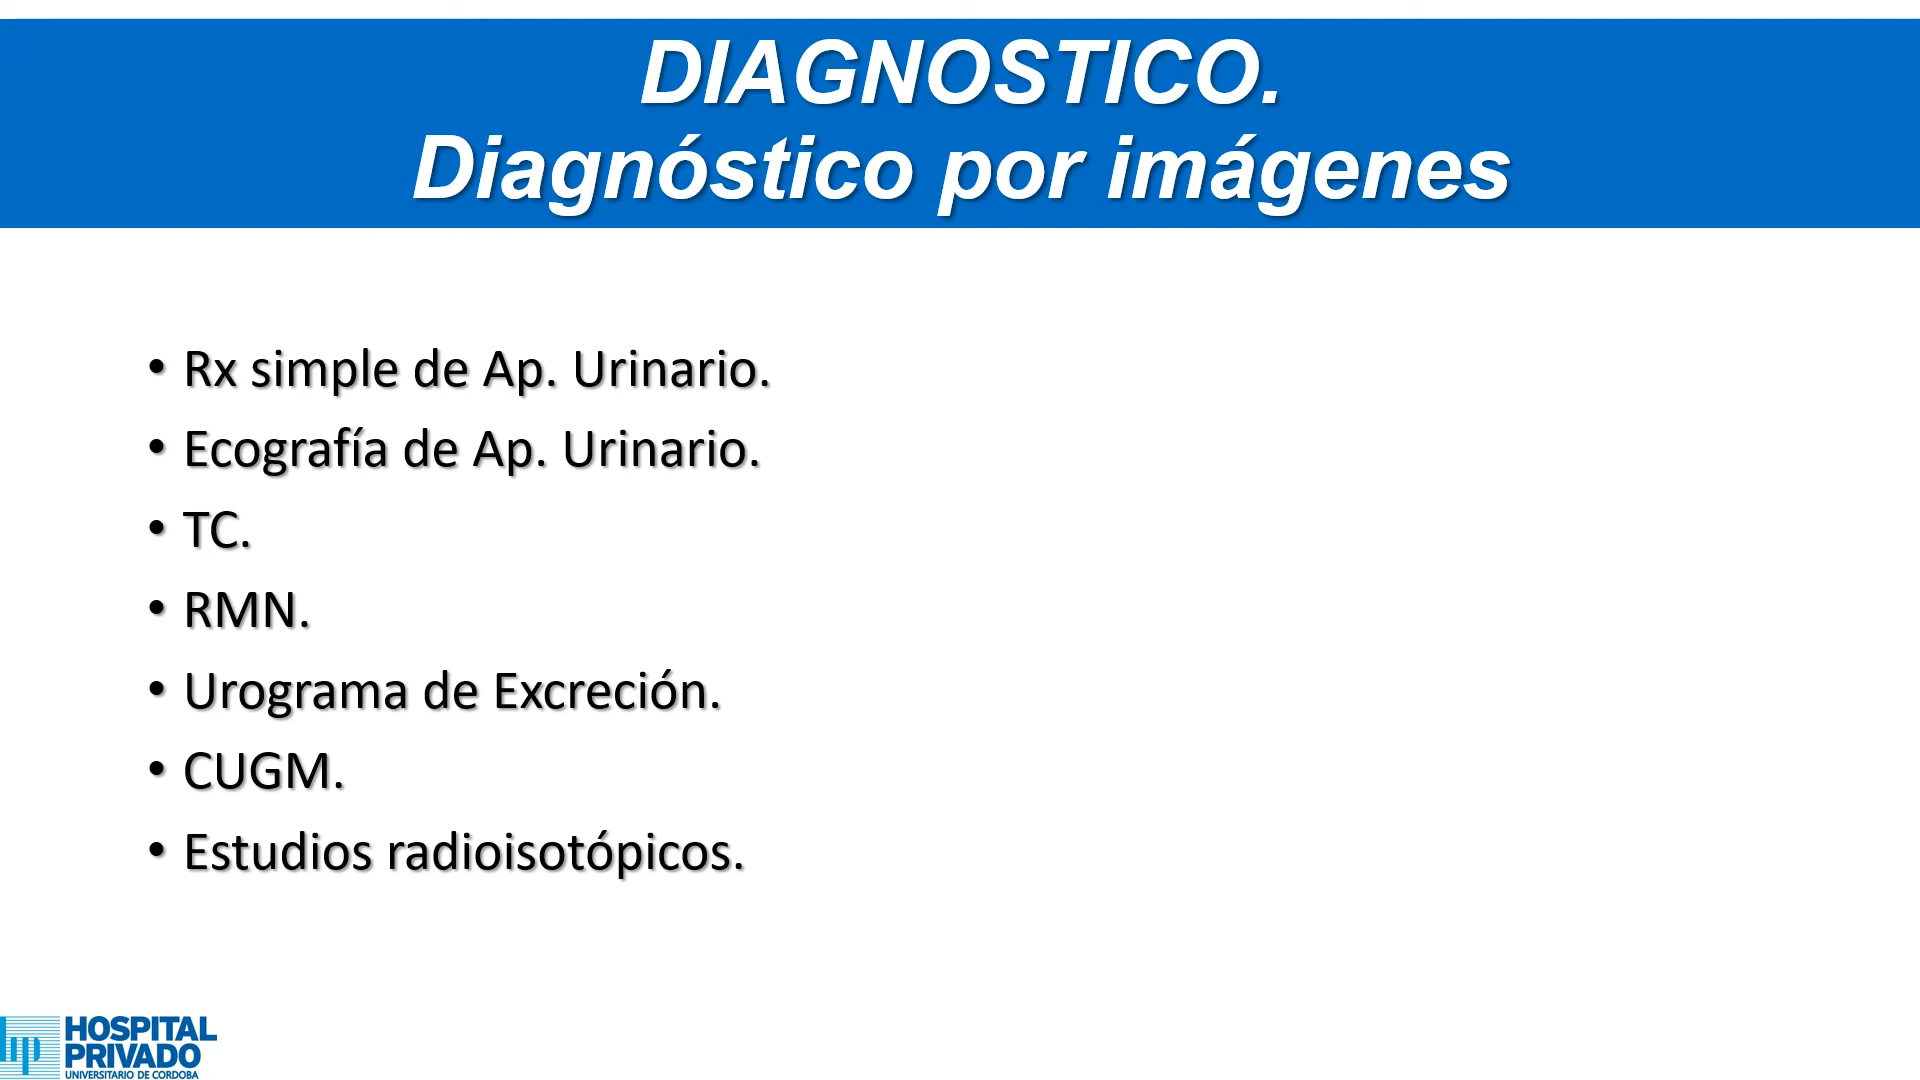 DIAGNOSTICO.
Diagnóstico por imágenes
• Rx simple de Ap. Urinario.
• Ecografía de Ap. Urinario.
• TC.
• RMN.
• Urograma de Excreción.
• CUGM.
• Estudios radioisotópicos.
hp
HOSPITAL
PRIVADO
UNIVERSITARIO DE CORDOBA